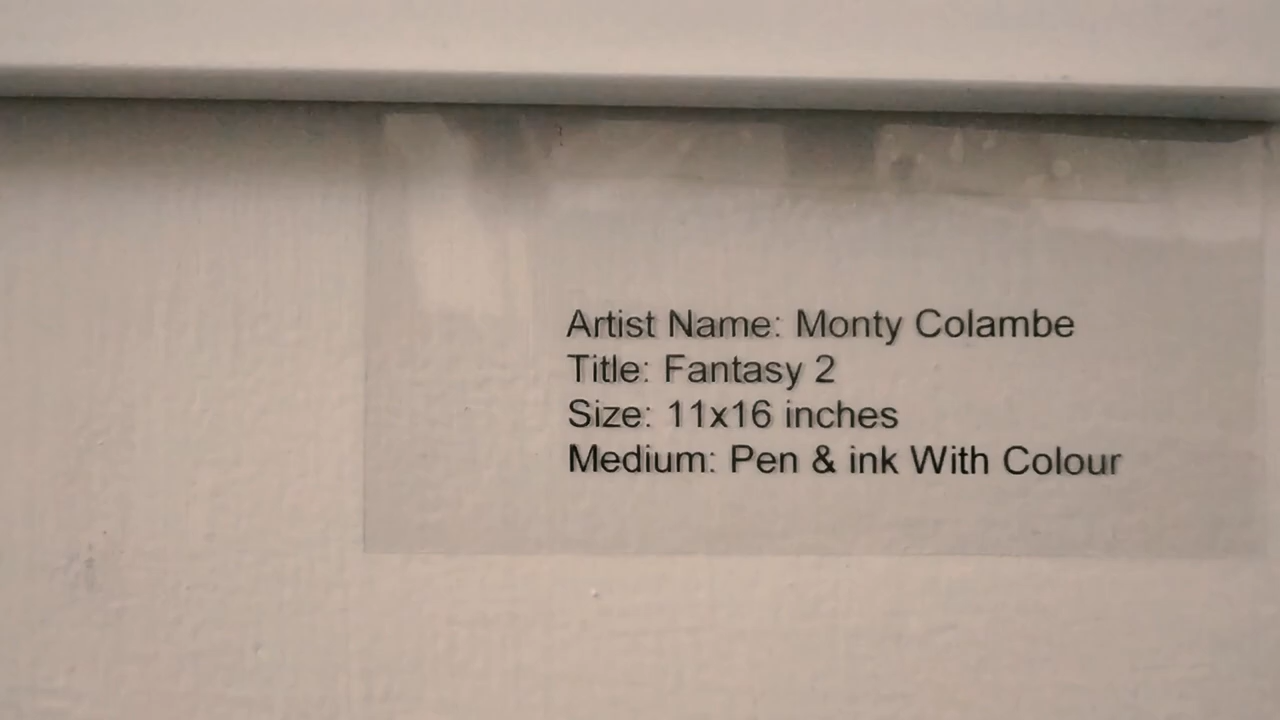 Artist Name: Monty Colambe
Title: Fantasy 2
Size: 11x16 inches
Medium: Pen & ink With Colour